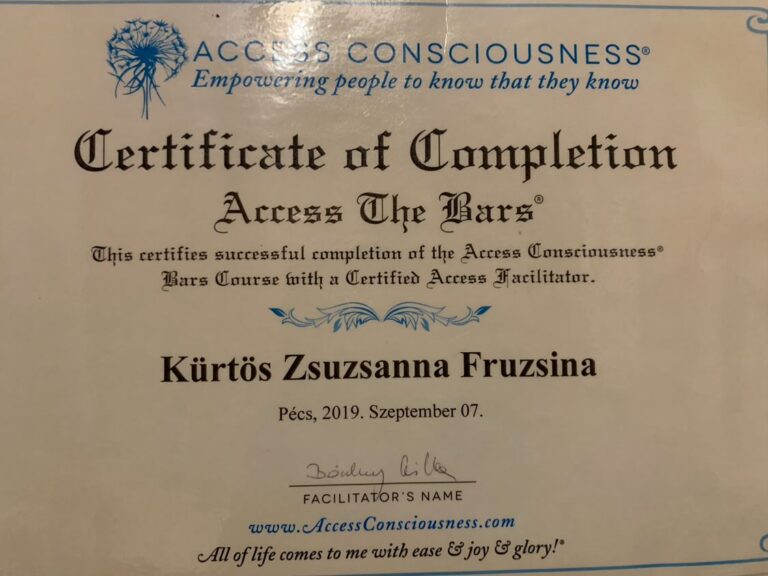 ACCESS CONSCIOUSNESS®
Empowering people to know that they know
Certificate of Completion
Access The Bars®
This certifies successful completion of the Access Consciousness®
Bars Course with a Certified Access Facilitator.
Kürtös Zsuzsanna Fruzsina
Pécs, 2019. Szeptember 07.
FACILITATOR'S NAME
www.AccessConsciousness.com
All of life comes to me with ease & joy & glory!®